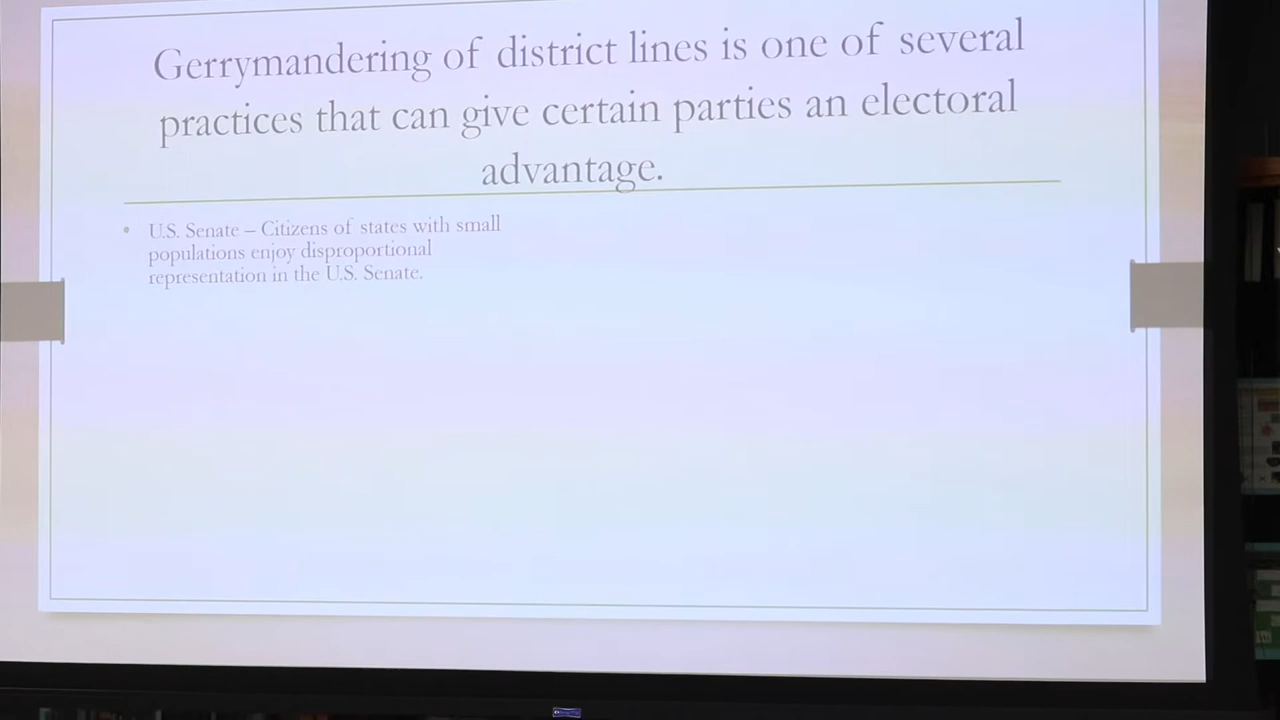 Gerrymandering of district lines is one of several
practices that can give certain parties an electoral
advantage.
• U.S. Senate – Citizens of states with small
populations enjoy disproportional
representation in the U.S. Senate.